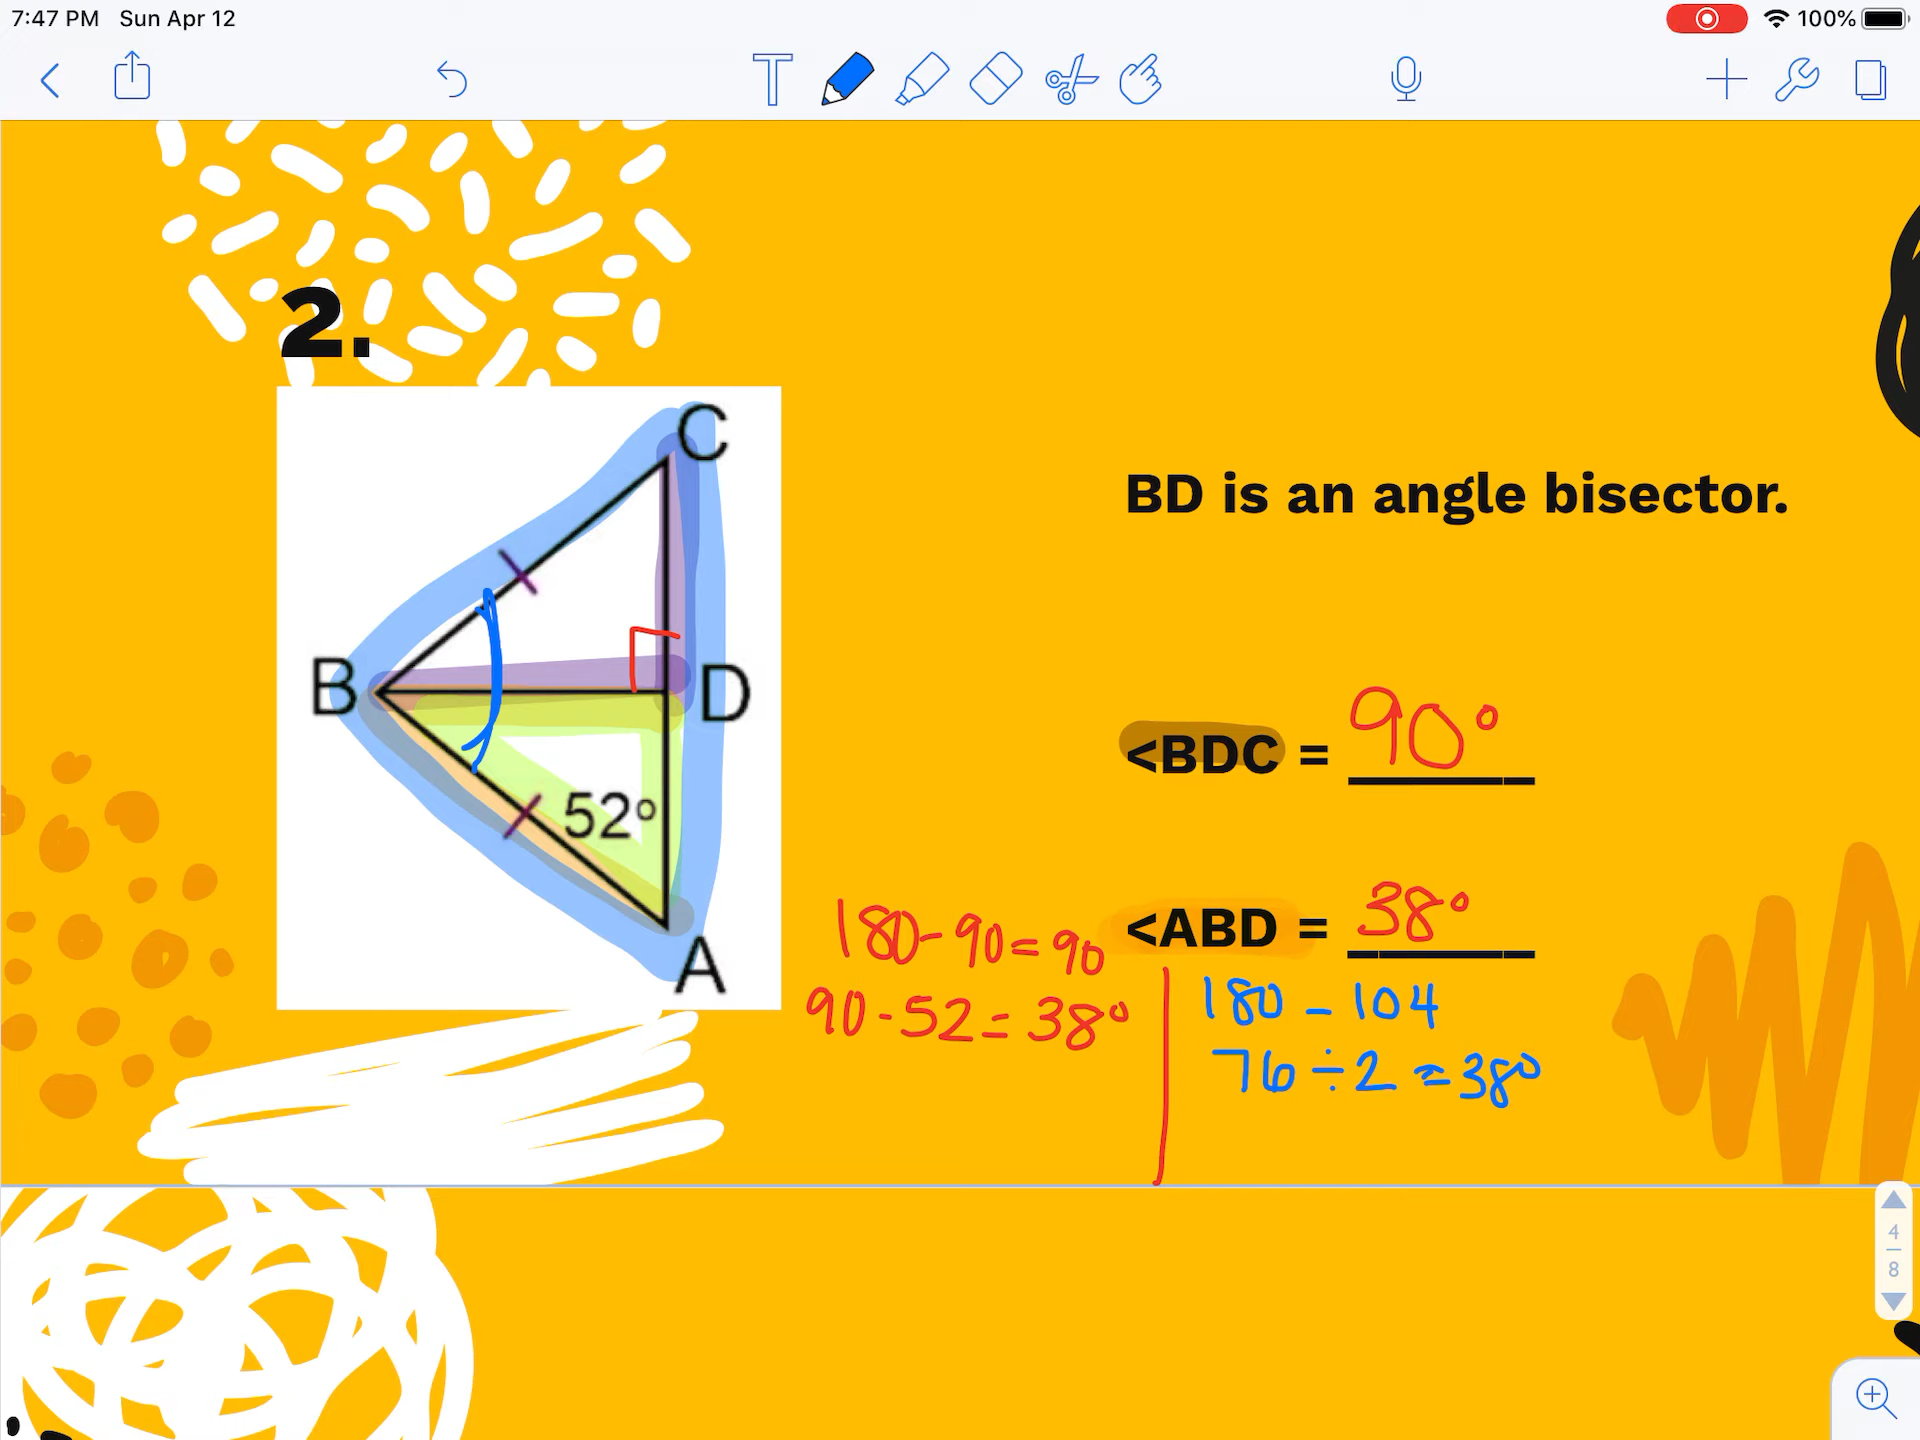 7:47 PM Sun Apr 12
100%
T
2.
C
B
D
52º
A
BD is an angle bisector.
<BDC = 90°
<ABD = 38°
180-90=90
90-52=38°
180-104
76÷2=38°
4
8